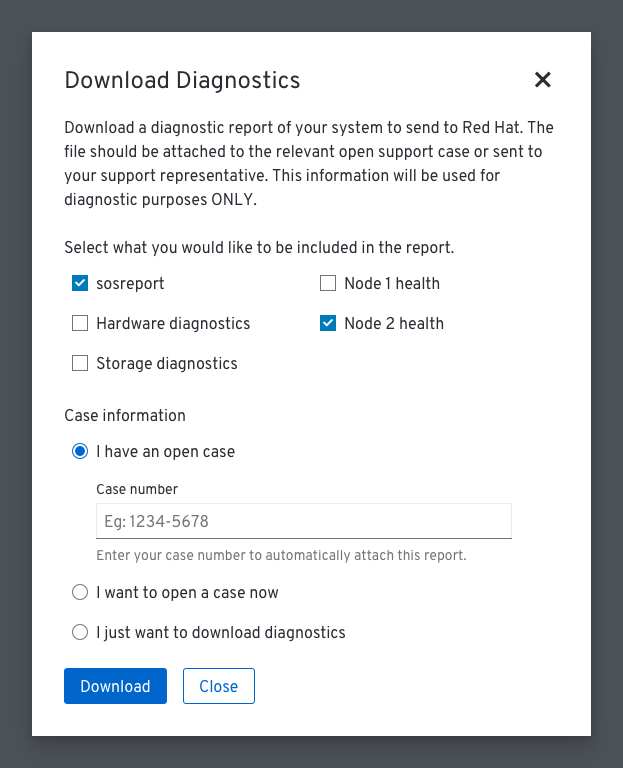 Download Diagnostics
Download a diagnostic report of your system to send to Red Hat. The
file should be attached to the relevant open support case or sent to
your support representative. This information will be used for
diagnostic purposes ONLY.
Select what you would like to be included in the report.
sosreport
Node 1 health
Hardware diagnostics
Node 2 health
Storage diagnostics
Case information
I have an open case
Case number
Eg: 1234-5678
Enter your case number to automatically attach this report.
I want to open a case now
I just want to download diagnostics
Download
Close